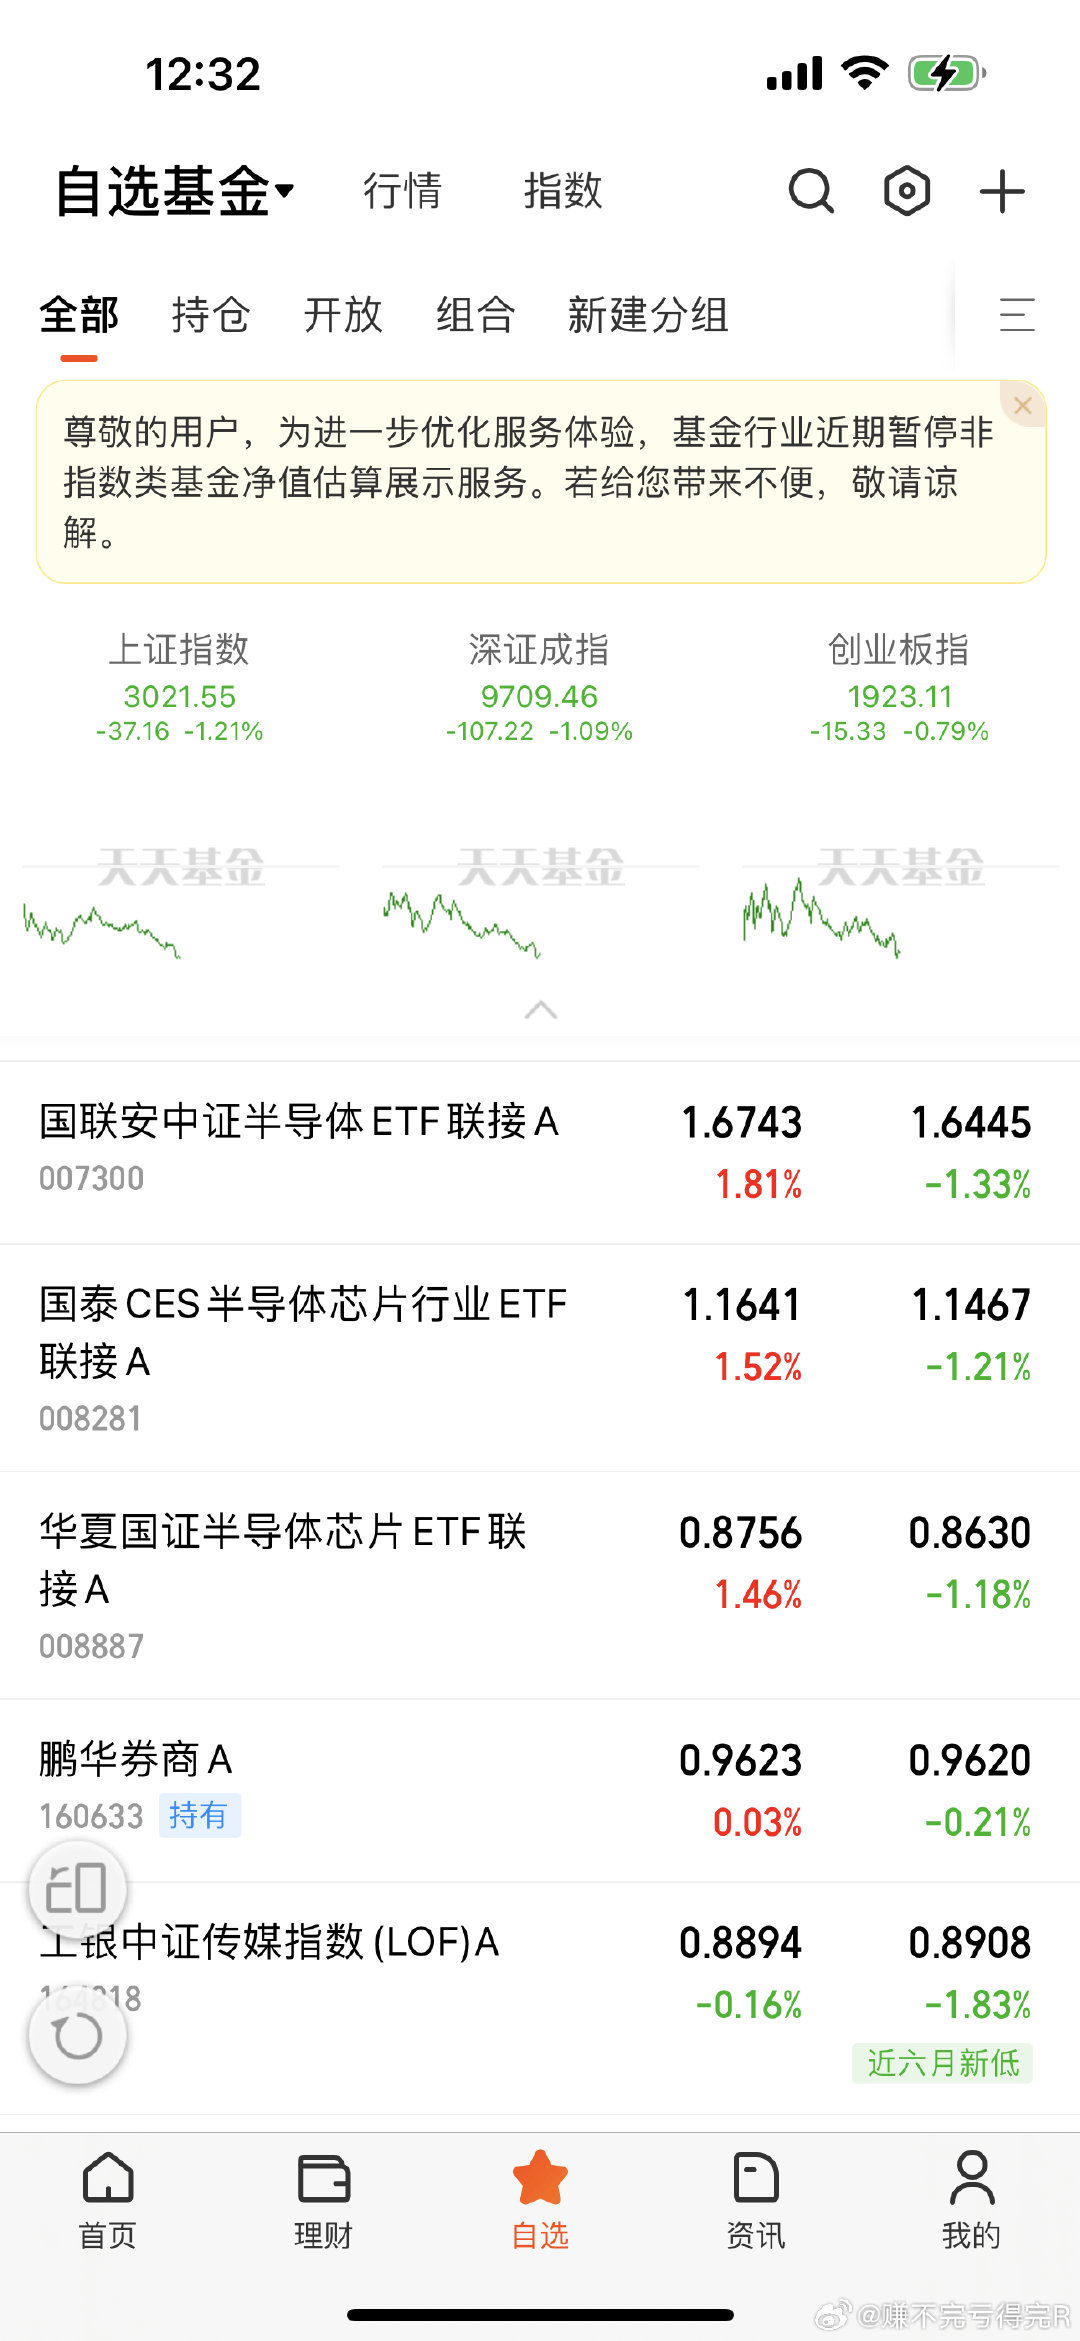 12:32
自选基金 行情 指数
全部 持仓 开放 组合 新建分组
尊敬的用户，为进一步优化服务体验，基金行业近期暂停非
指数类基金净值估算展示服务。若给您带来不便，敬请谅
解。
上证指数 深证成指 创业板指
3021.55 9709.46 1923.11
-37.16 -1.21% -107.22 -1.09% -15.33 -0.79%
天天基金 天天基金 天天基金
国联安中证半导体ETF联接A 1.6743 1.6445
007300 1.81% -1.33%
国泰CES半导体芯片行业ETF 1.1641 1.1467
联接A 1.52% -1.21%
008281
华夏国证半导体芯片ETF联 0.8756 0.8630
接A 1.46% -1.18%
008887
鹏华券商A 0.9623 0.9620
160633 持有 0.03% -0.21%
工银中证传媒指数(LOF)A 0.8894 0.8908
164818 -0.16% -1.83%
近六月新低
首页 理财 自选 资讯 我的
@赚不完亏得完R